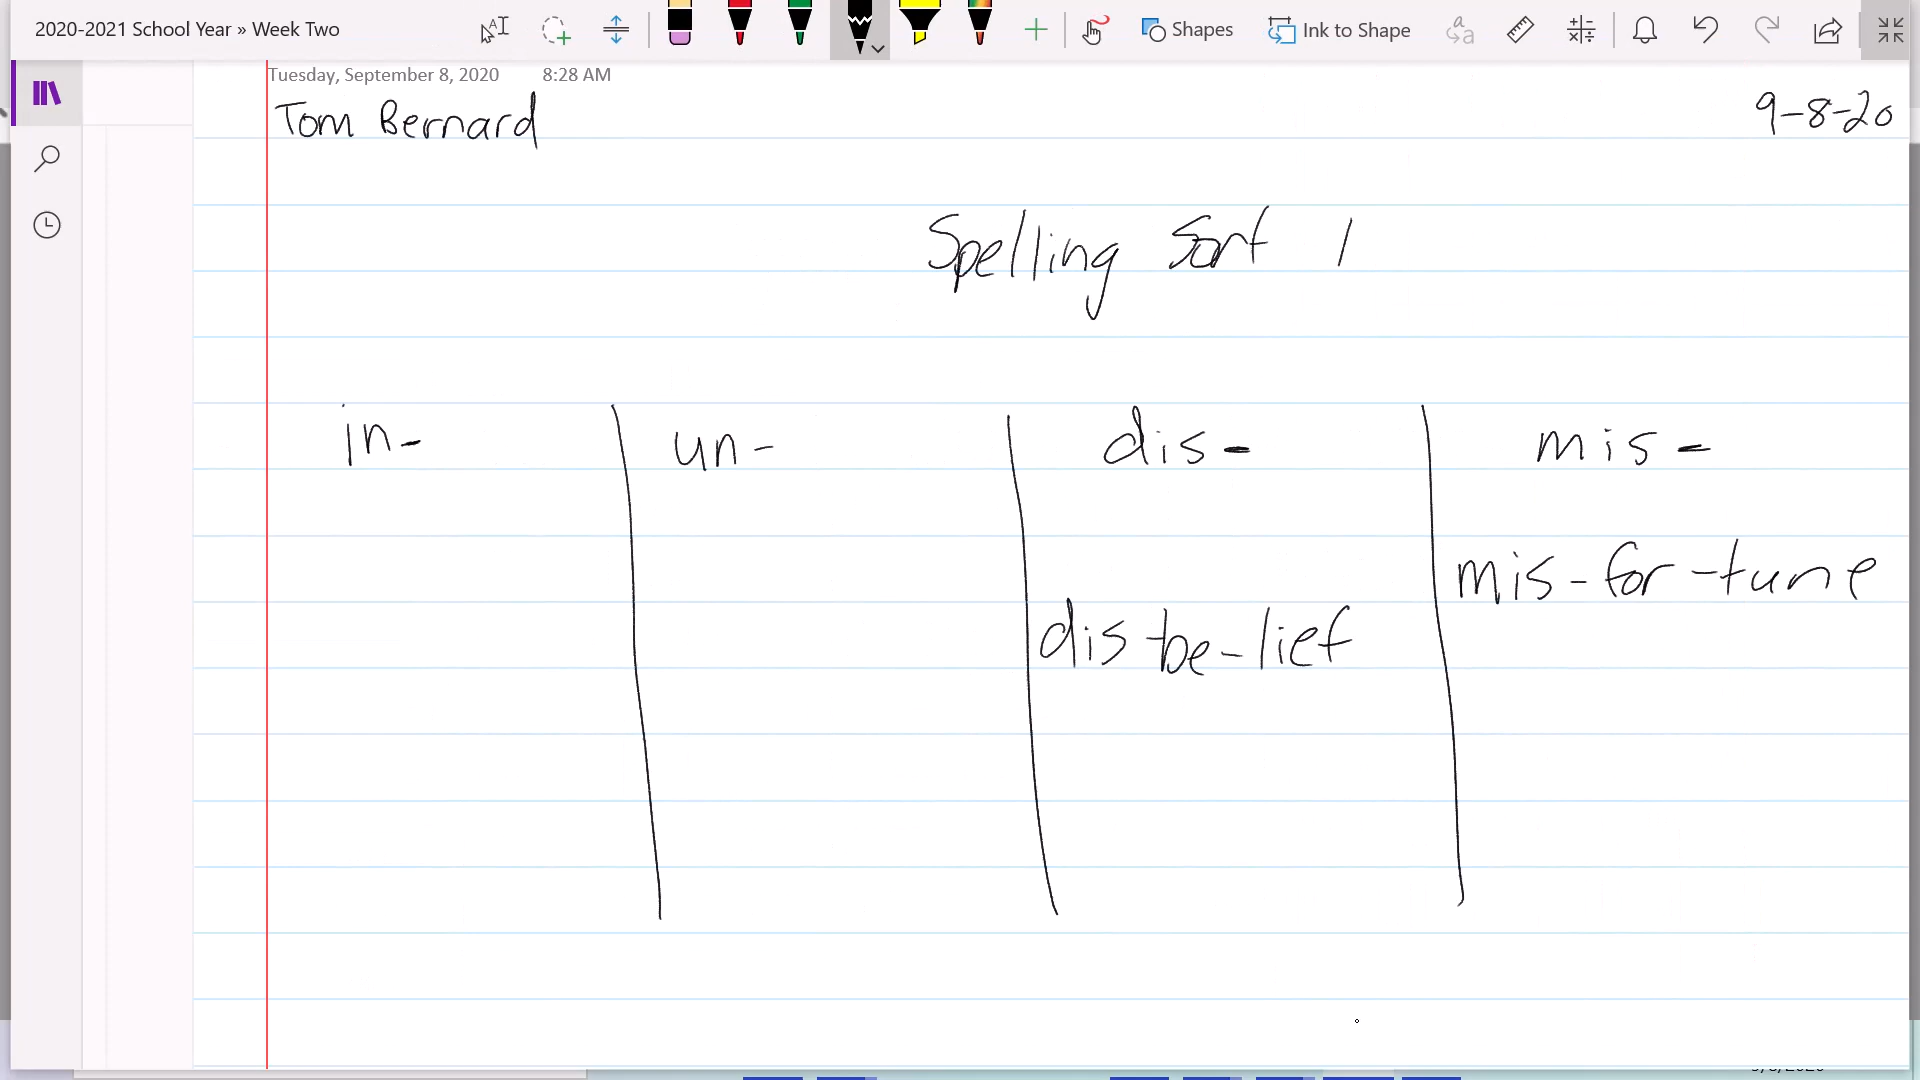 2020-2021 School Year » Week Two
Shapes
Ink to Shape
Tuesday, September 8, 2020 8:28 AM
Tom Bernard 9-8-20
Spelling Sort 1
in- un- dis- mis-
mis-for-tune
dis-be-lief